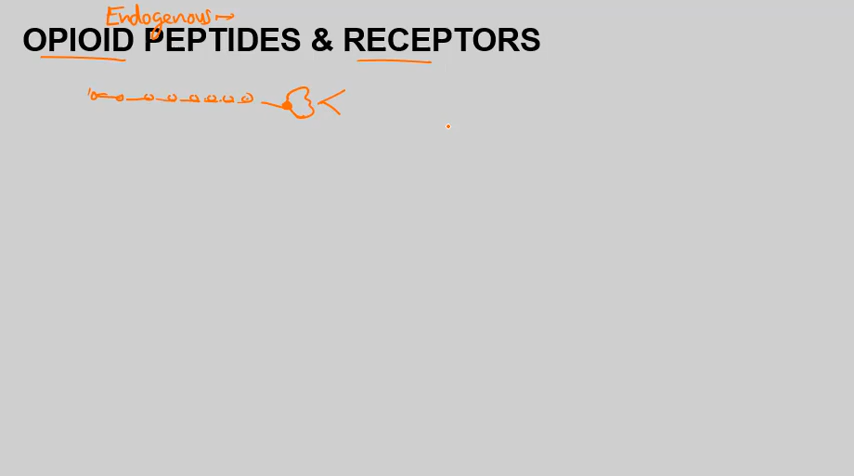 Endogenous →
OPIOID PEPTIDES & RECEPTORS